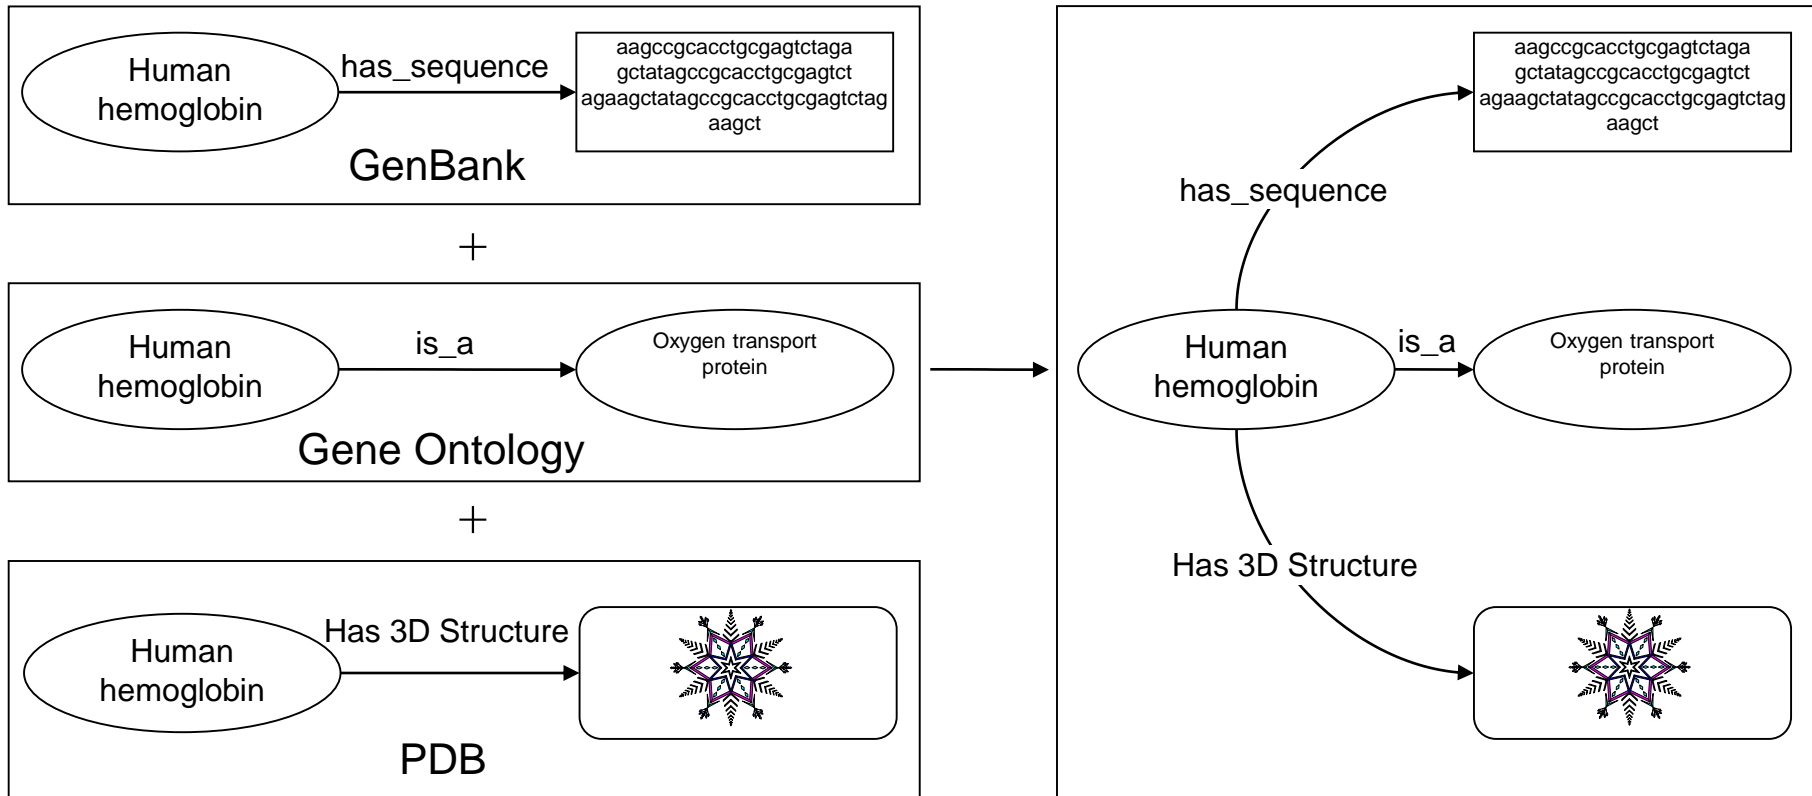 Human
hemoglobin
has_sequence
aagccgcacctgcgagtctaga
gctatagccgcacctgcgagtct
agaagctatagccgcacctgcgagtctag
aagct
GenBank
+
Human
hemoglobin
is_a
Oxygen transport
protein
Gene Ontology
+
Human
hemoglobin
Has 3D Structure
PDB
aagccgcacctgcgagtctaga
gctatagccgcacctgcgagtct
agaagctatagccgcacctgcgagtctag
aagct
has_sequence
Human
hemoglobin
is_a
Oxygen transport
protein
Has 3D Structure